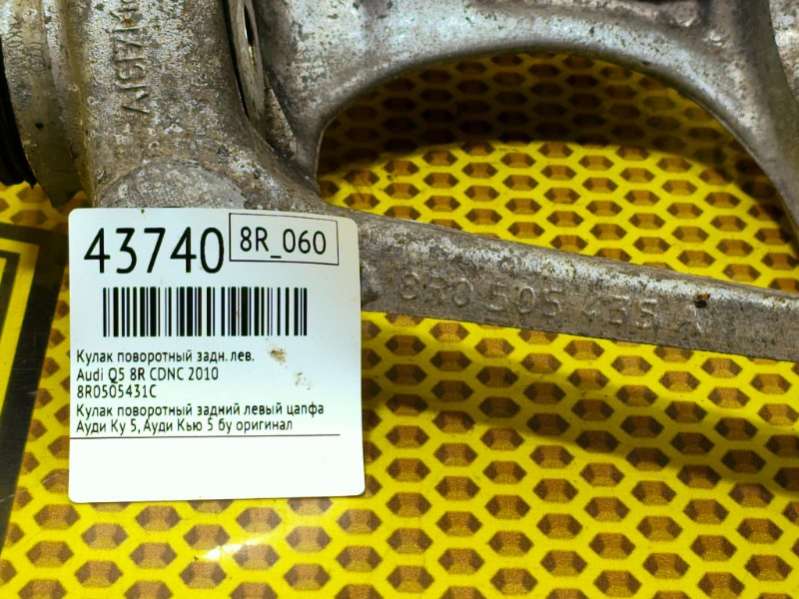 43740
8R_060
Кулак поворотный задн. лев.
Audi Q5 8R CDNC 2010
8R0505431C
Кулак поворотный задний левый цапфа
Ауди Ку 5, Ауди Кью 5 бу оригинал
8R0 505 435 A